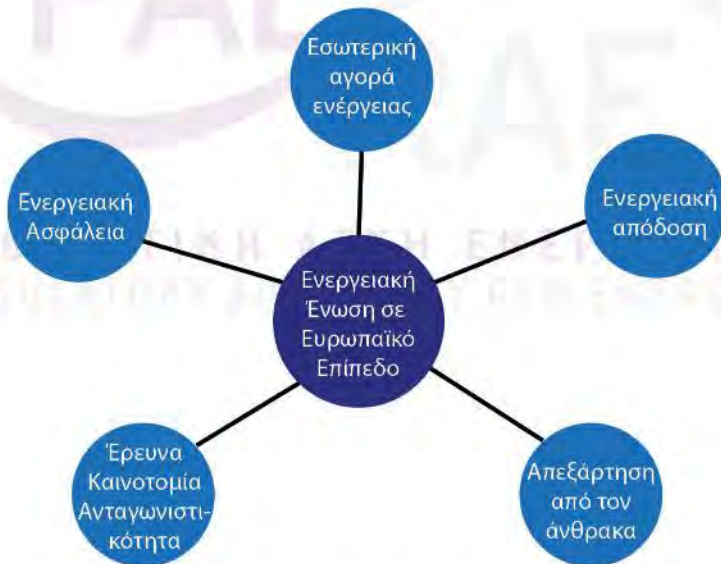 Εσωτερική
αγορά
ενέργειας
Ενεργειακή
Ασφάλεια
Ενεργειακή
απόδοση
Ενεργειακή
Ένωση σε
Ευρωπαϊκό
Επίπεδο
Έρευνα
Καινοτομία
Ανταγωνιστι-
κότητα
Απεξάρτηση
από τον
άνθρακα